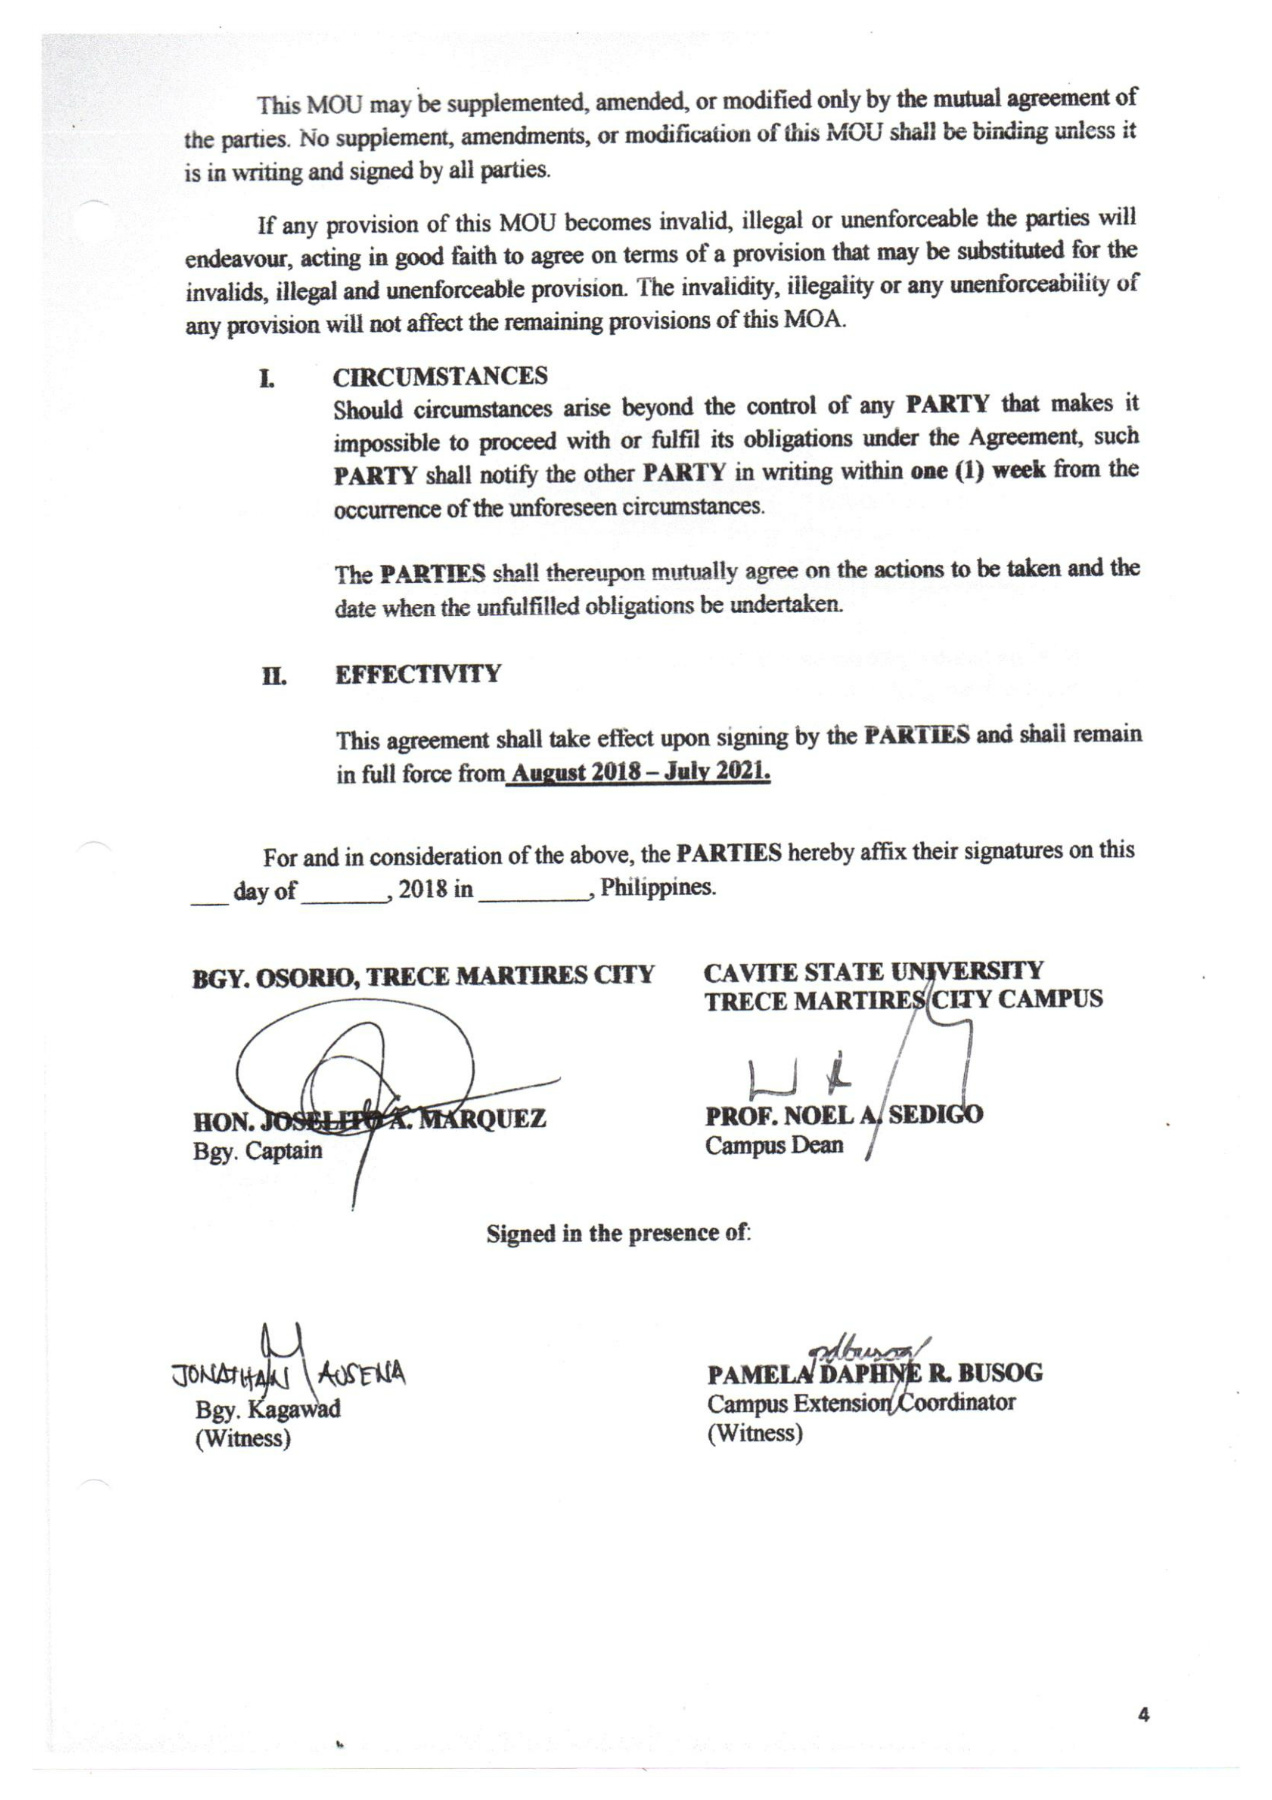 This MOU may be supplemented, amended, or modified only by the mutual agreement of
the parties. No supplement, amendments, or modification of this MOU shall be binding unless it
is in writing and signed by all parties.
If any provision of this MOU becomes invalid, illegal or unenforceable the parties will
endeavour, acting in good faith to agree on terms of a provision that may be substituted for the
invalids, illegal and unenforceable provision. The invalidity, illegality or any unenforceability of
any provision will not affect the remaining provisions of this MOA.
I. CIRCUMSTANCES
Should circumstances arise beyond the control of any PARTY that makes it
impossible to proceed with or fulfil its obligations under the Agreement, such
PARTY shall notify the other PARTY in writing within one (1) week from the
occurrence of the unforeseen circumstances.
The PARTIES shall thereupon mutually agree on the actions to be taken and the
date when the unfulfilled obligations be undertaken.
II. EFFECTIVITY
This agreement shall take effect upon signing by the PARTIES and shall remain
in full force from August 2018 – July 2021.
For and in consideration of the above, the PARTIES hereby affix their signatures on this
___ day of _______, 2018 in _________, Philippines.
BGY. OSORIO, TRECE MARTIRES CITY
HON. JOSELITO A. MARQUEZ
Bgy. Captain
CAVITE STATE UNIVERSITY
TRECE MARTIRES CITY CAMPUS
PROF. NOEL A. SEDIGO
Campus Dean
Signed in the presence of:
JONATHAN AUSENA
Bgy. Kagawad
(Witness)
pdbusog
PAMELA DAPHNE R. BUSOG
Campus Extension Coordinator
(Witness)
4